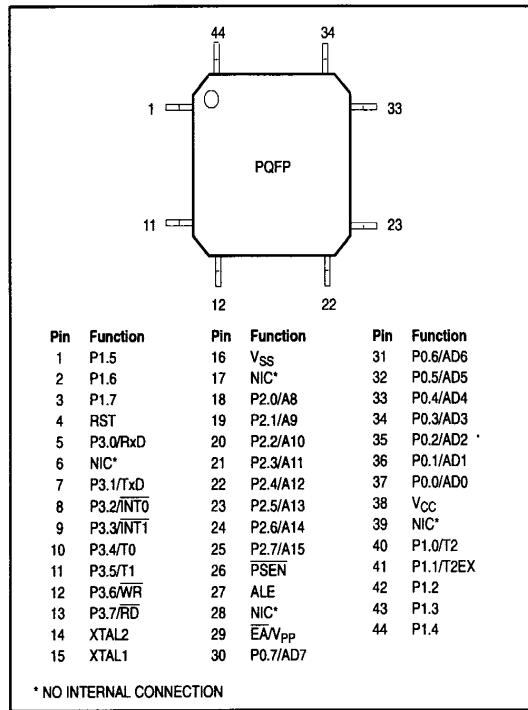 44 34
1 33
PQFP
11 23
12 22
Pin Function
1 P1.5
2 P1.6
3 P1.7
4 RST
5 P3.0/RxD
6 NIC*
7 P3.1/TxD
8 P3.2/I̅N̅T̅0̅
9 P3.3/I̅N̅T̅1̅
10 P3.4/T0
11 P3.5/T1
12 P3.6/W̅R̅
13 P3.7/R̅D̅
14 XTAL2
15 XTAL1
Pin Function
16 VSS
17 NIC*
18 P2.0/A8
19 P2.1/A9
20 P2.2/A10
21 P2.3/A11
22 P2.4/A12
23 P2.5/A13
24 P2.6/A14
25 P2.7/A15
26 P̅S̅E̅N̅
27 ALE
28 NIC*
29 E̅A̅/VPP
30 P0.7/AD7
Pin Function
31 P0.6/AD6
32 P0.5/AD5
33 P0.4/AD4
34 P0.3/AD3
35 P0.2/AD2
36 P0.1/AD1
37 P0.0/AD0
38 VCC
39 NIC*
40 P1.0/T2
41 P1.1/T2EX
42 P1.2
43 P1.3
44 P1.4
* NO INTERNAL CONNECTION